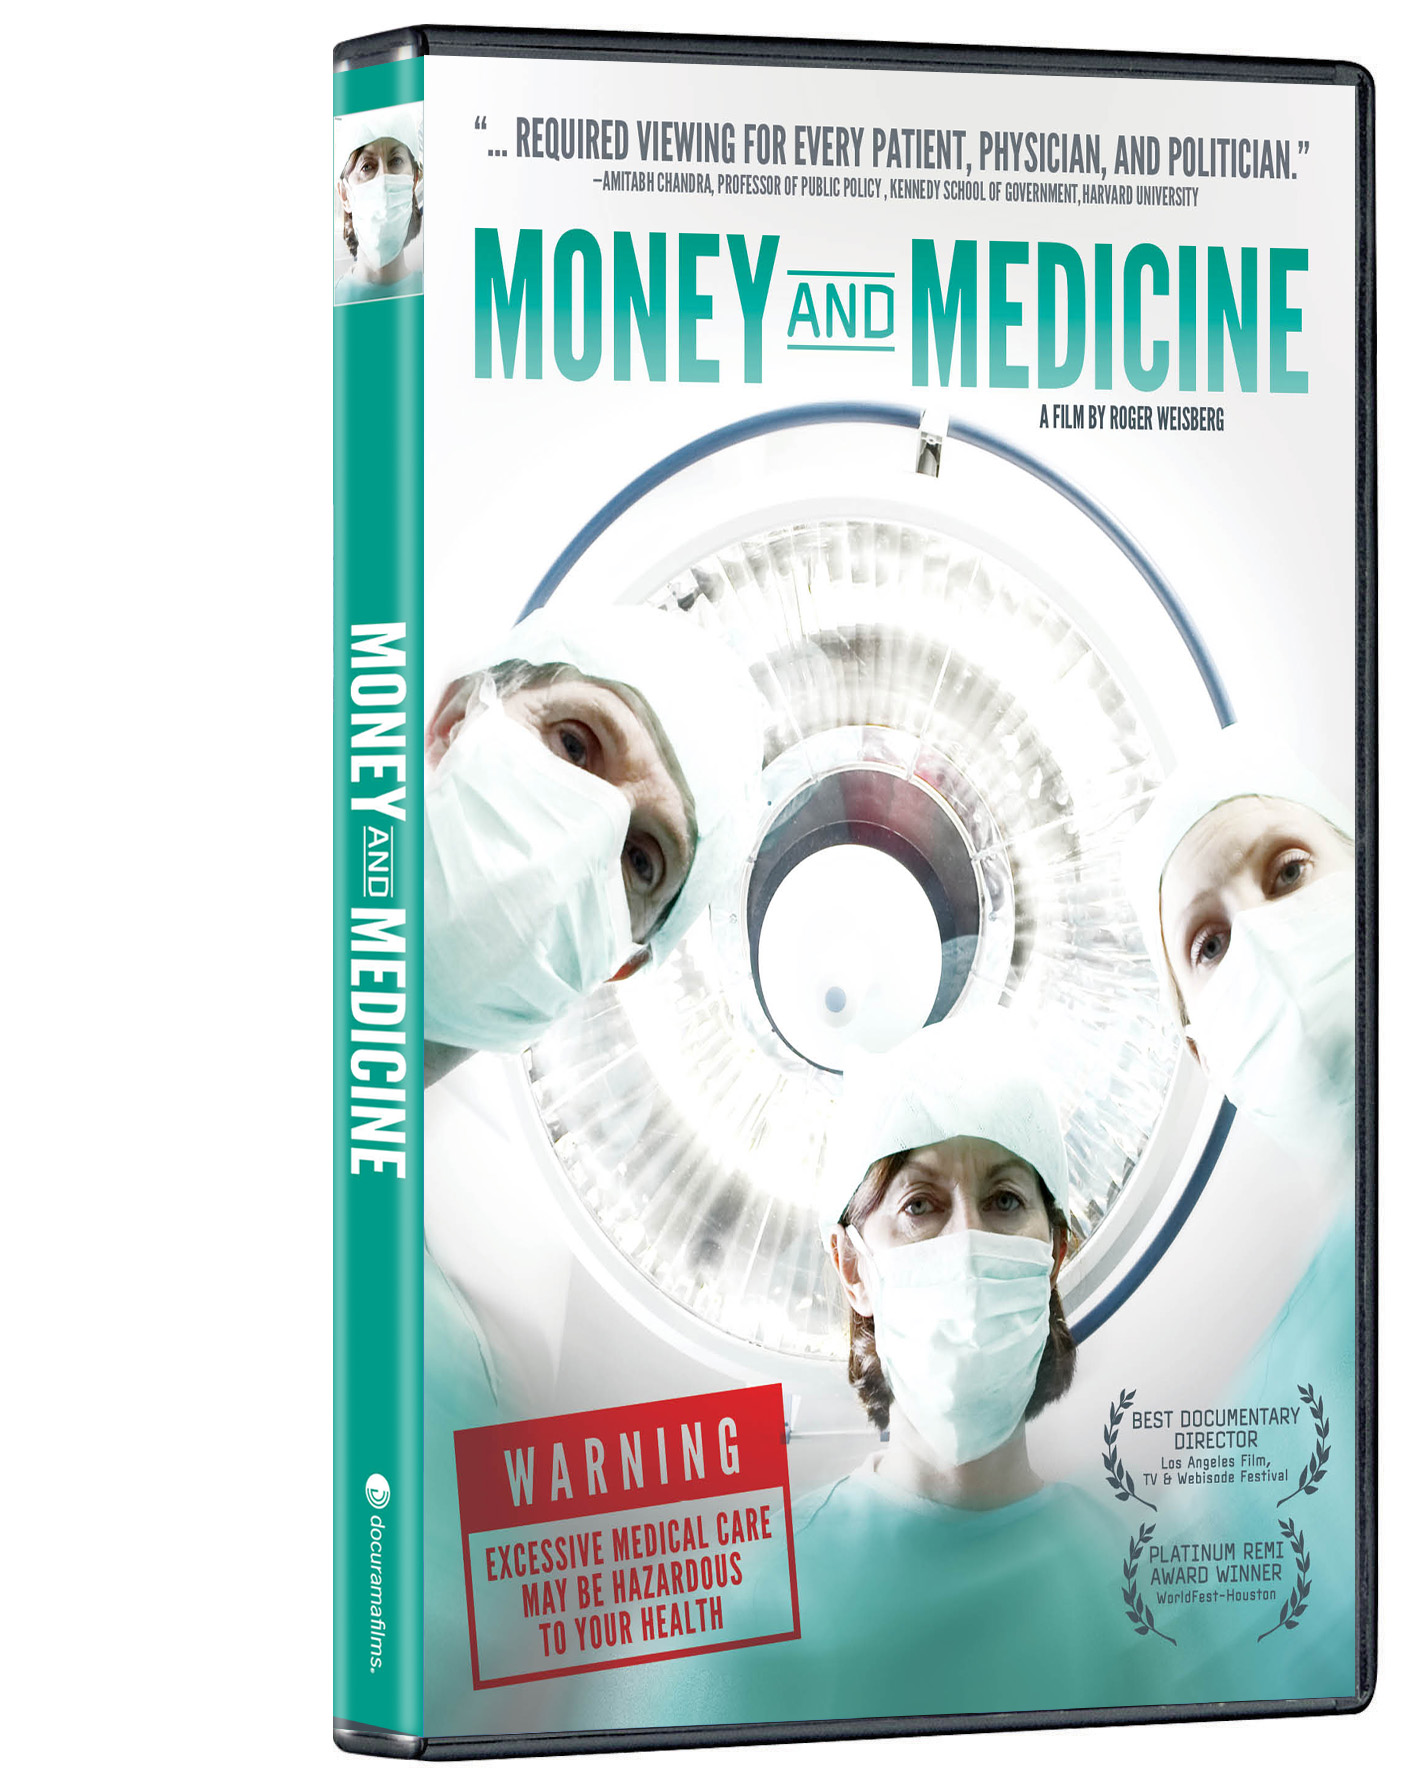 “... REQUIRED VIEWING FOR EVERY PATIENT, PHYSICIAN, AND POLITICIAN.”
–AMITABH CHANDRA, PROFESSOR OF PUBLIC POLICY, KENNEDY SCHOOL OF GOVERNMENT, HARVARD UNIVERSITY
MONEY AND MEDICINE
A FILM BY ROGER WEISBERG
MONEY AND MEDICINE
docuramafilms.
WARNING
EXCESSIVE MEDICAL CARE
MAY BE HAZARDOUS
TO YOUR HEALTH
BEST DOCUMENTARY
DIRECTOR
Los Angeles Film,
TV & Webisode Festival
PLATINUM REMI
AWARD WINNER
WorldFest-Houston